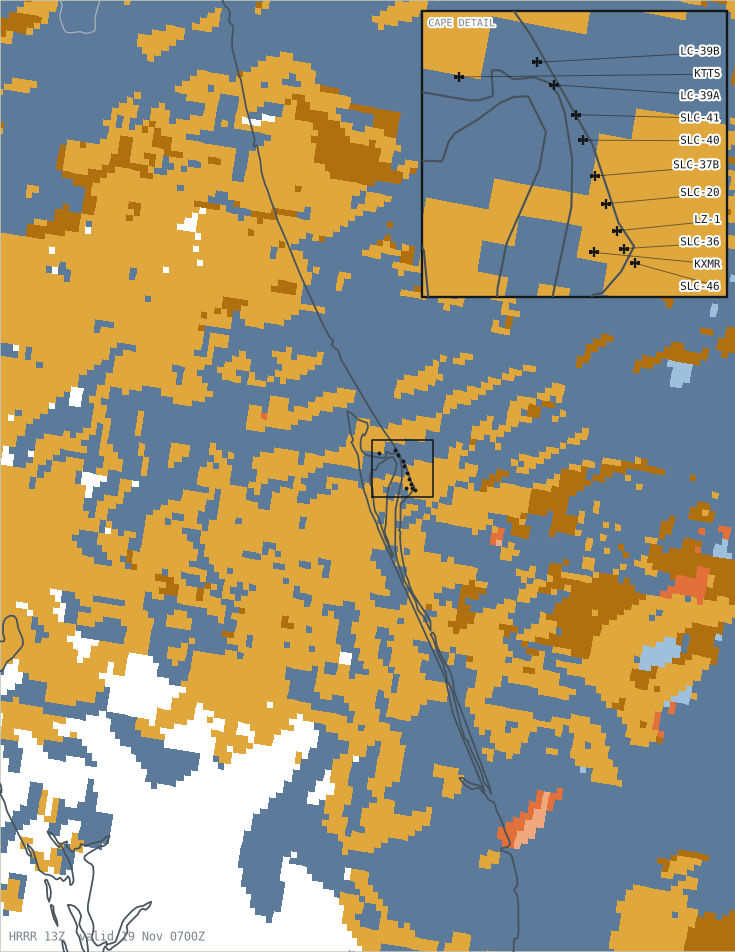 CAPE DETAIL
LC-39B
KTTS
LC-39A
SLC-41
SLC-40
SLC-37B
SLC-20
LZ-1
SLC-36
KXMR
SLC-46
HRRR 13Z valid 19 Nov 0700Z